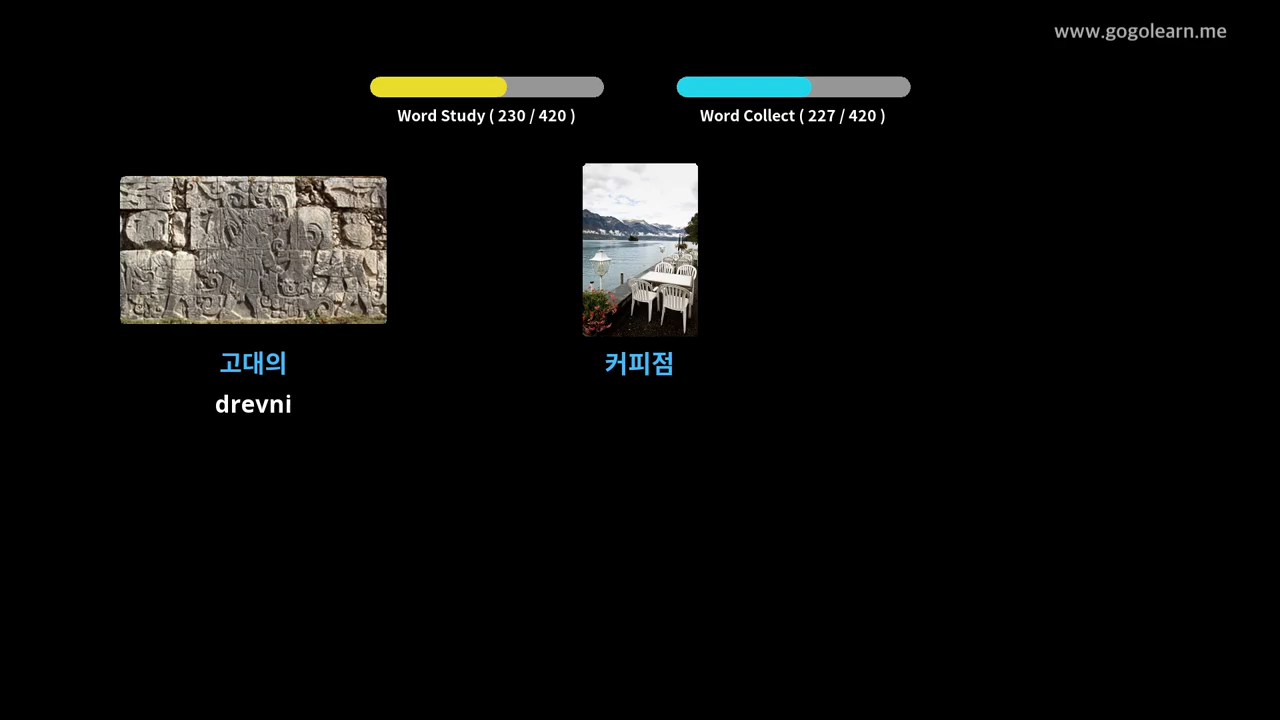 www.gogolearn.me
Word Study ( 230 / 420 )
Word Collect ( 227 / 420 )
고대의
drevni
커피점